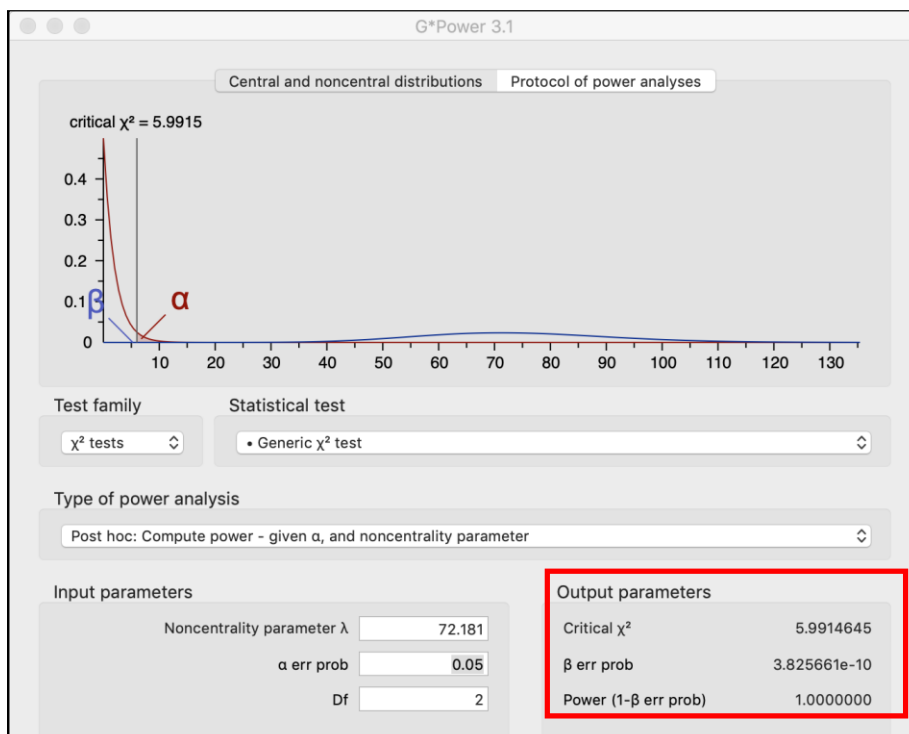 G*Power 3.1
Central and noncentral distributions Protocol of power analyses
critical χ² = 5.9915
0.4
0.3
0.2
0.1
β
α
0
10 20 30 40 50 60 70 80 90 100 110 120 130
Test family Statistical test
χ² tests • Generic χ² test
Type of power analysis
Post hoc: Compute power - given α, and noncentrality parameter
Input parameters Output parameters
Noncentrality parameter λ 72.181 Critical χ² 5.9914645
α err prob 0.05 β err prob 3.825661e-10
Df 2 Power (1-β err prob) 1.0000000